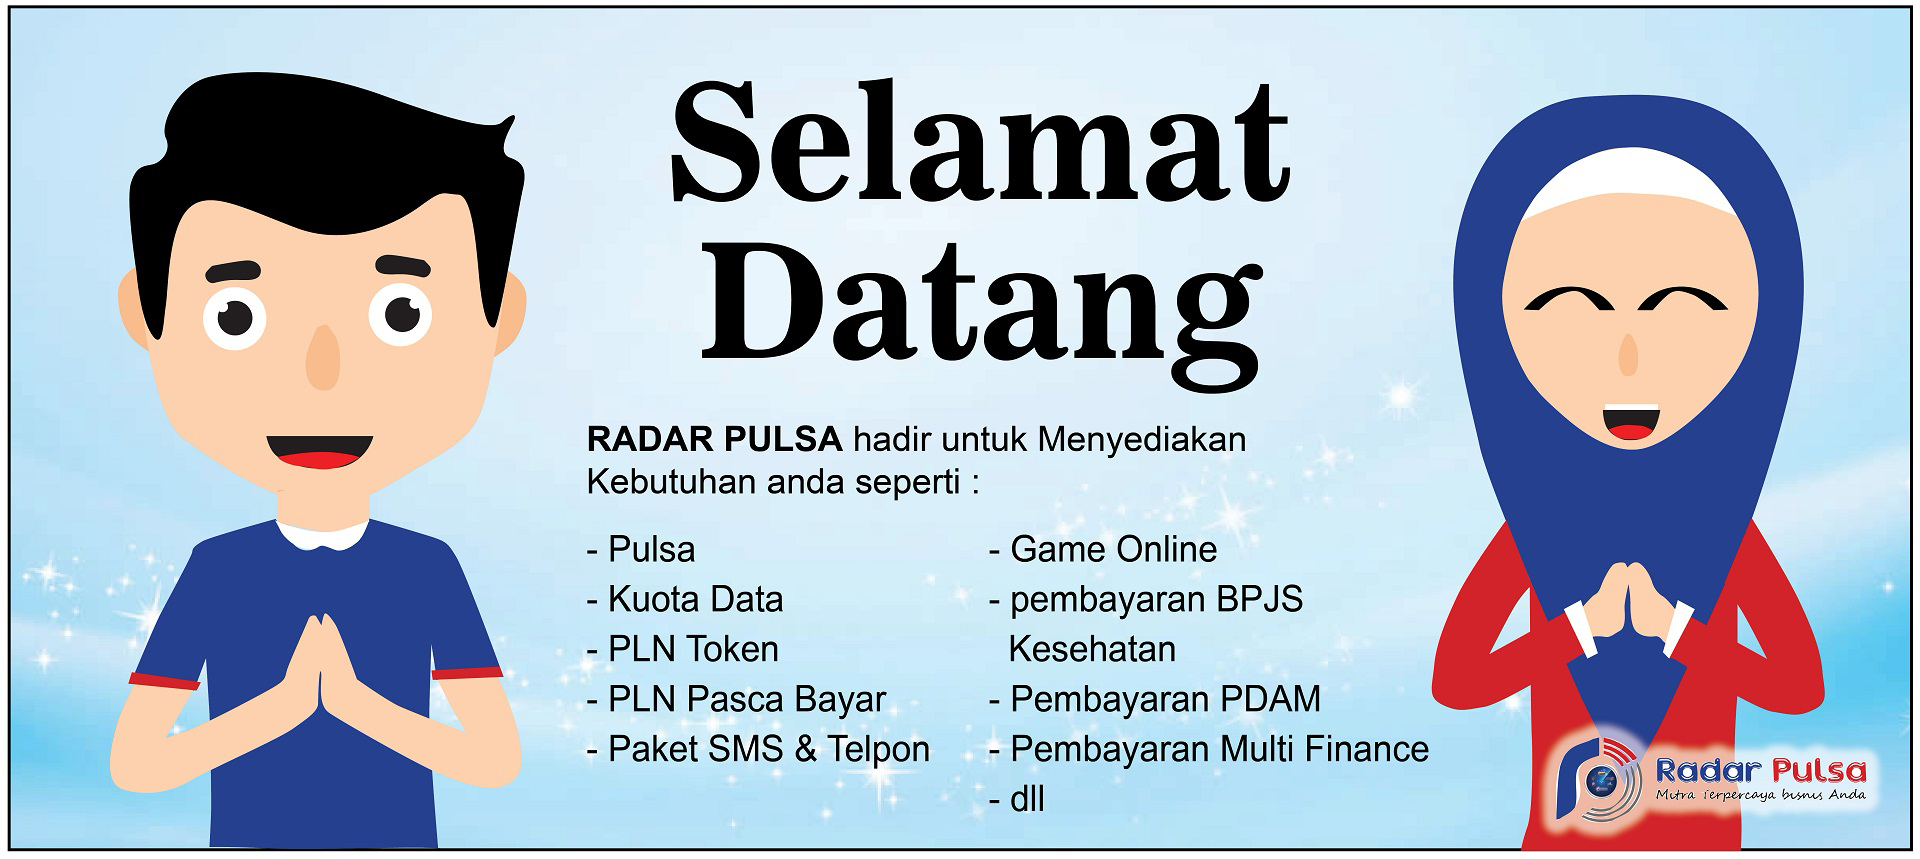 Selamat
Datang
RADAR PULSA hadir untuk Menyediakan
Kebutuhan anda seperti :
- Pulsa
- Kuota Data
- PLN Token
- PLN Pasca Bayar
- Paket SMS & Telpon
- Game Online
- pembayaran BPJS
Kesehatan
- Pembayaran PDAM
- Pembayaran Multi Finance
- dll
Radar Pulsa
Mitra Terpercaya bisnis Anda